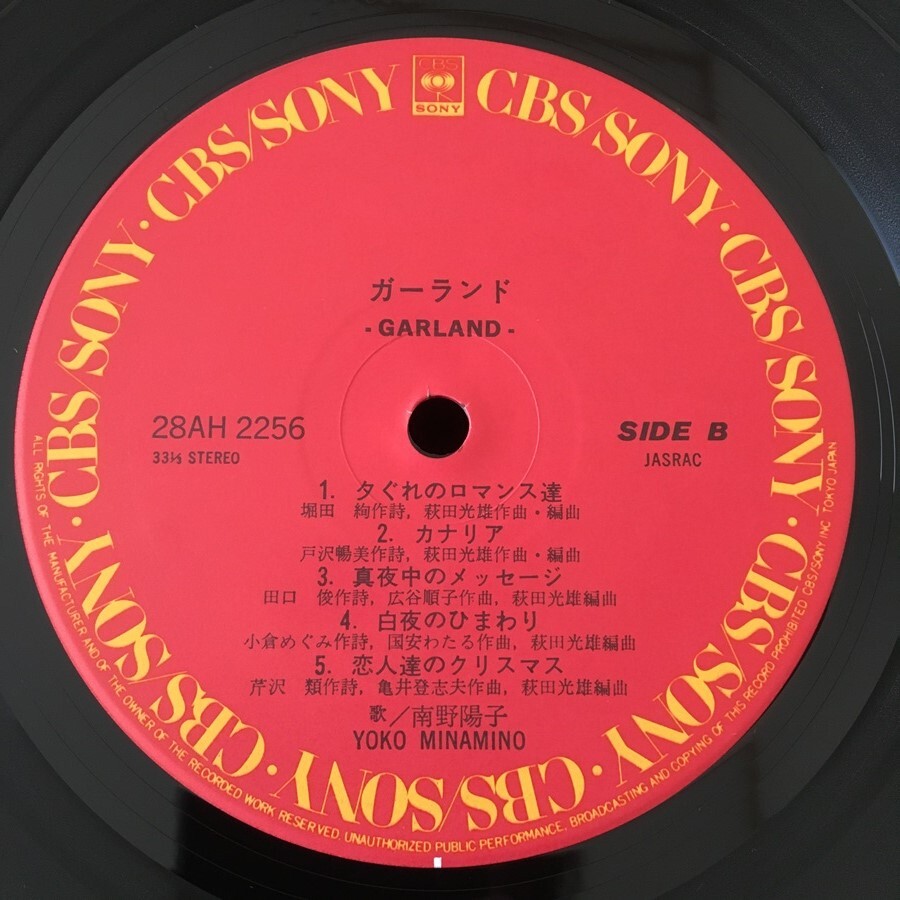 CBS
SONY
CBS/SONY · CBS/SONY · CBS/SONY · CBS/SONY · CBS/SONY · CBS/SONY · CBS/SONY · CBS/SONY
ガーランド
- GARLAND -
28AH 2256
33⅓ STEREO
SIDE B
JASRAC
1. 夕ぐれのロマンス達
堀田 絢作詩, 萩田光雄作曲・編曲
2. カナリア
戸沢暢美作詩, 萩田光雄作曲・編曲
3. 真夜中のメッセージ
田口 俊作詩, 広谷順子作曲, 萩田光雄編曲
4. 白夜のひまわり
小倉めぐみ作詩, 国安わたる作曲, 萩田光雄編曲
5. 恋人達のクリスマス
芹沢 類作詩, 亀井登志夫作曲, 萩田光雄編曲
歌/南野陽子
YOKO MINAMINO
ALL RIGHTS OF THE MANUFACTURER AND OF THE OWNER OF THE RECORDED WORK RESERVED. UNAUTHORIZED PUBLIC PERFORMANCE, BROADCASTING AND COPYING OF THIS RECORD PROHIBITED CBS/SONY INC TOKYO JAPAN